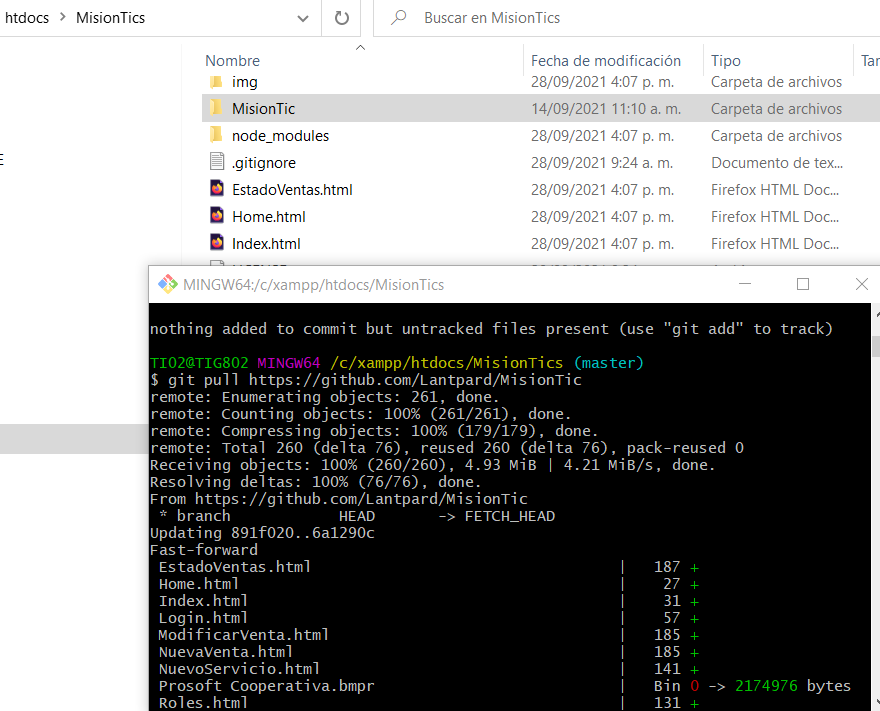 htdocs > MisionTics
Buscar en MisionTics
Nombre Fecha de modificación Tipo
img 28/09/2021 4:07 p. m. Carpeta de archivos
MisionTic 14/09/2021 11:10 a. m. Carpeta de archivos
node_modules 28/09/2021 4:07 p. m. Carpeta de archivos
.gitignore 28/09/2021 9:24 a. m. Documento de tex...
EstadoVentas.html 28/09/2021 4:07 p. m. Firefox HTML Doc...
Home.html 28/09/2021 4:07 p. m. Firefox HTML Doc...
Index.html 28/09/2021 4:07 p. m. Firefox HTML Doc...
MINGW64:/c/xampp/htdocs/MisionTics
nothing added to commit but untracked files present (use "git add" to track)
TI02@TIG802 MINGW64 /c/xampp/htdocs/MisionTics (master)
$ git pull https://github.com/Lantpard/MisionTic
remote: Enumerating objects: 261, done.
remote: Counting objects: 100% (261/261), done.
remote: Compressing objects: 100% (179/179), done.
remote: Total 260 (delta 76), reused 260 (delta 76), pack-reused 0
Receiving objects: 100% (260/260), 4.93 MiB | 4.21 MiB/s, done.
Resolving deltas: 100% (76/76), done.
From https://github.com/Lantpard/MisionTic
* branch HEAD -> FETCH_HEAD
Updating 891f020..6a1290c
Fast-forward
EstadoVentas.html | 187 +
Home.html | 27 +
Index.html | 31 +
Login.html | 57 +
ModificarVenta.html | 185 +
NuevaVenta.html | 185 +
NuevoServicio.html | 141 +
Prosoft Cooperativa.bmpr | Bin 0 -> 2174976 bytes
Roles.html | 131 +